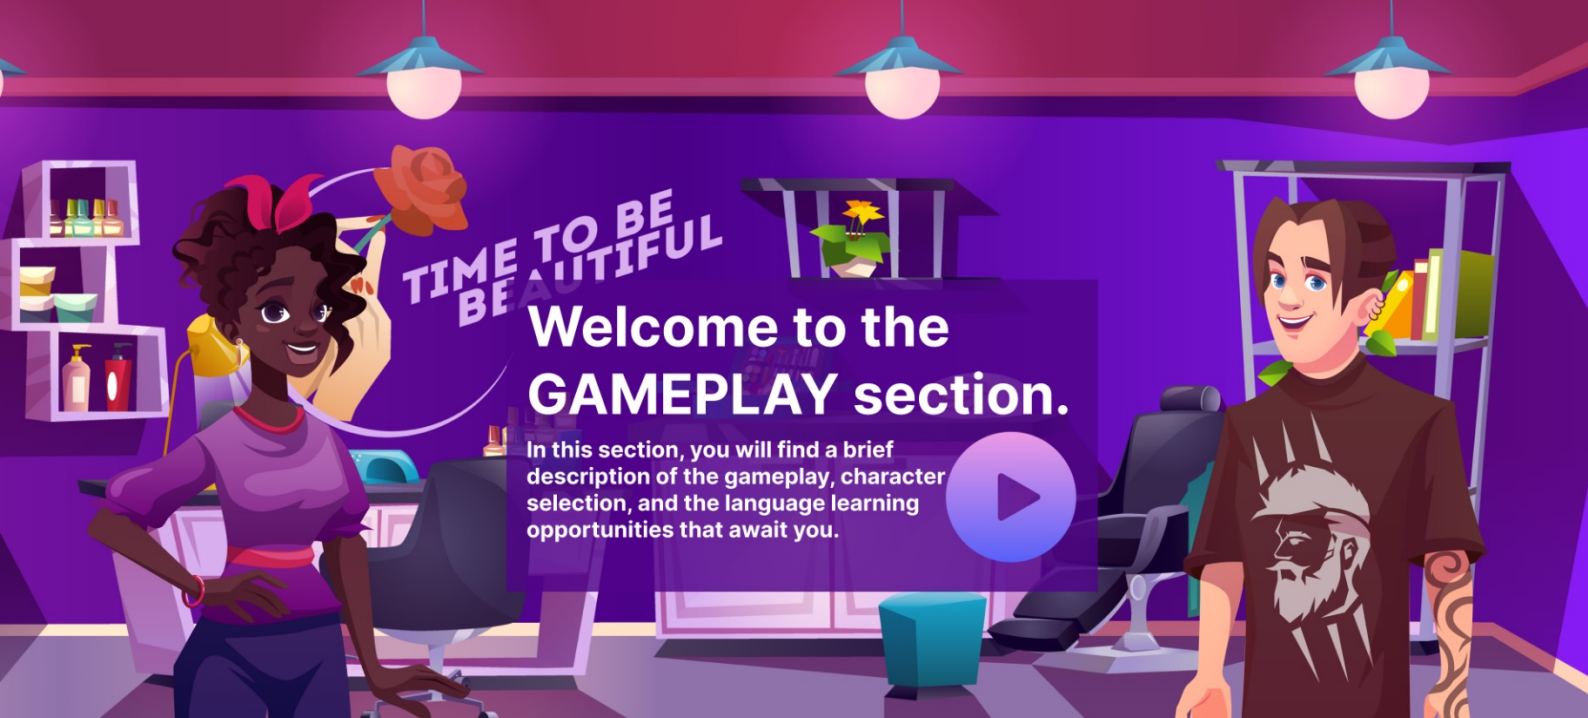 TIME TO BE
BEAUTIFUL
Welcome to the
GAMEPLAY section.
In this section, you will find a brief
description of the gameplay, character
selection, and the language learning
opportunities that await you.